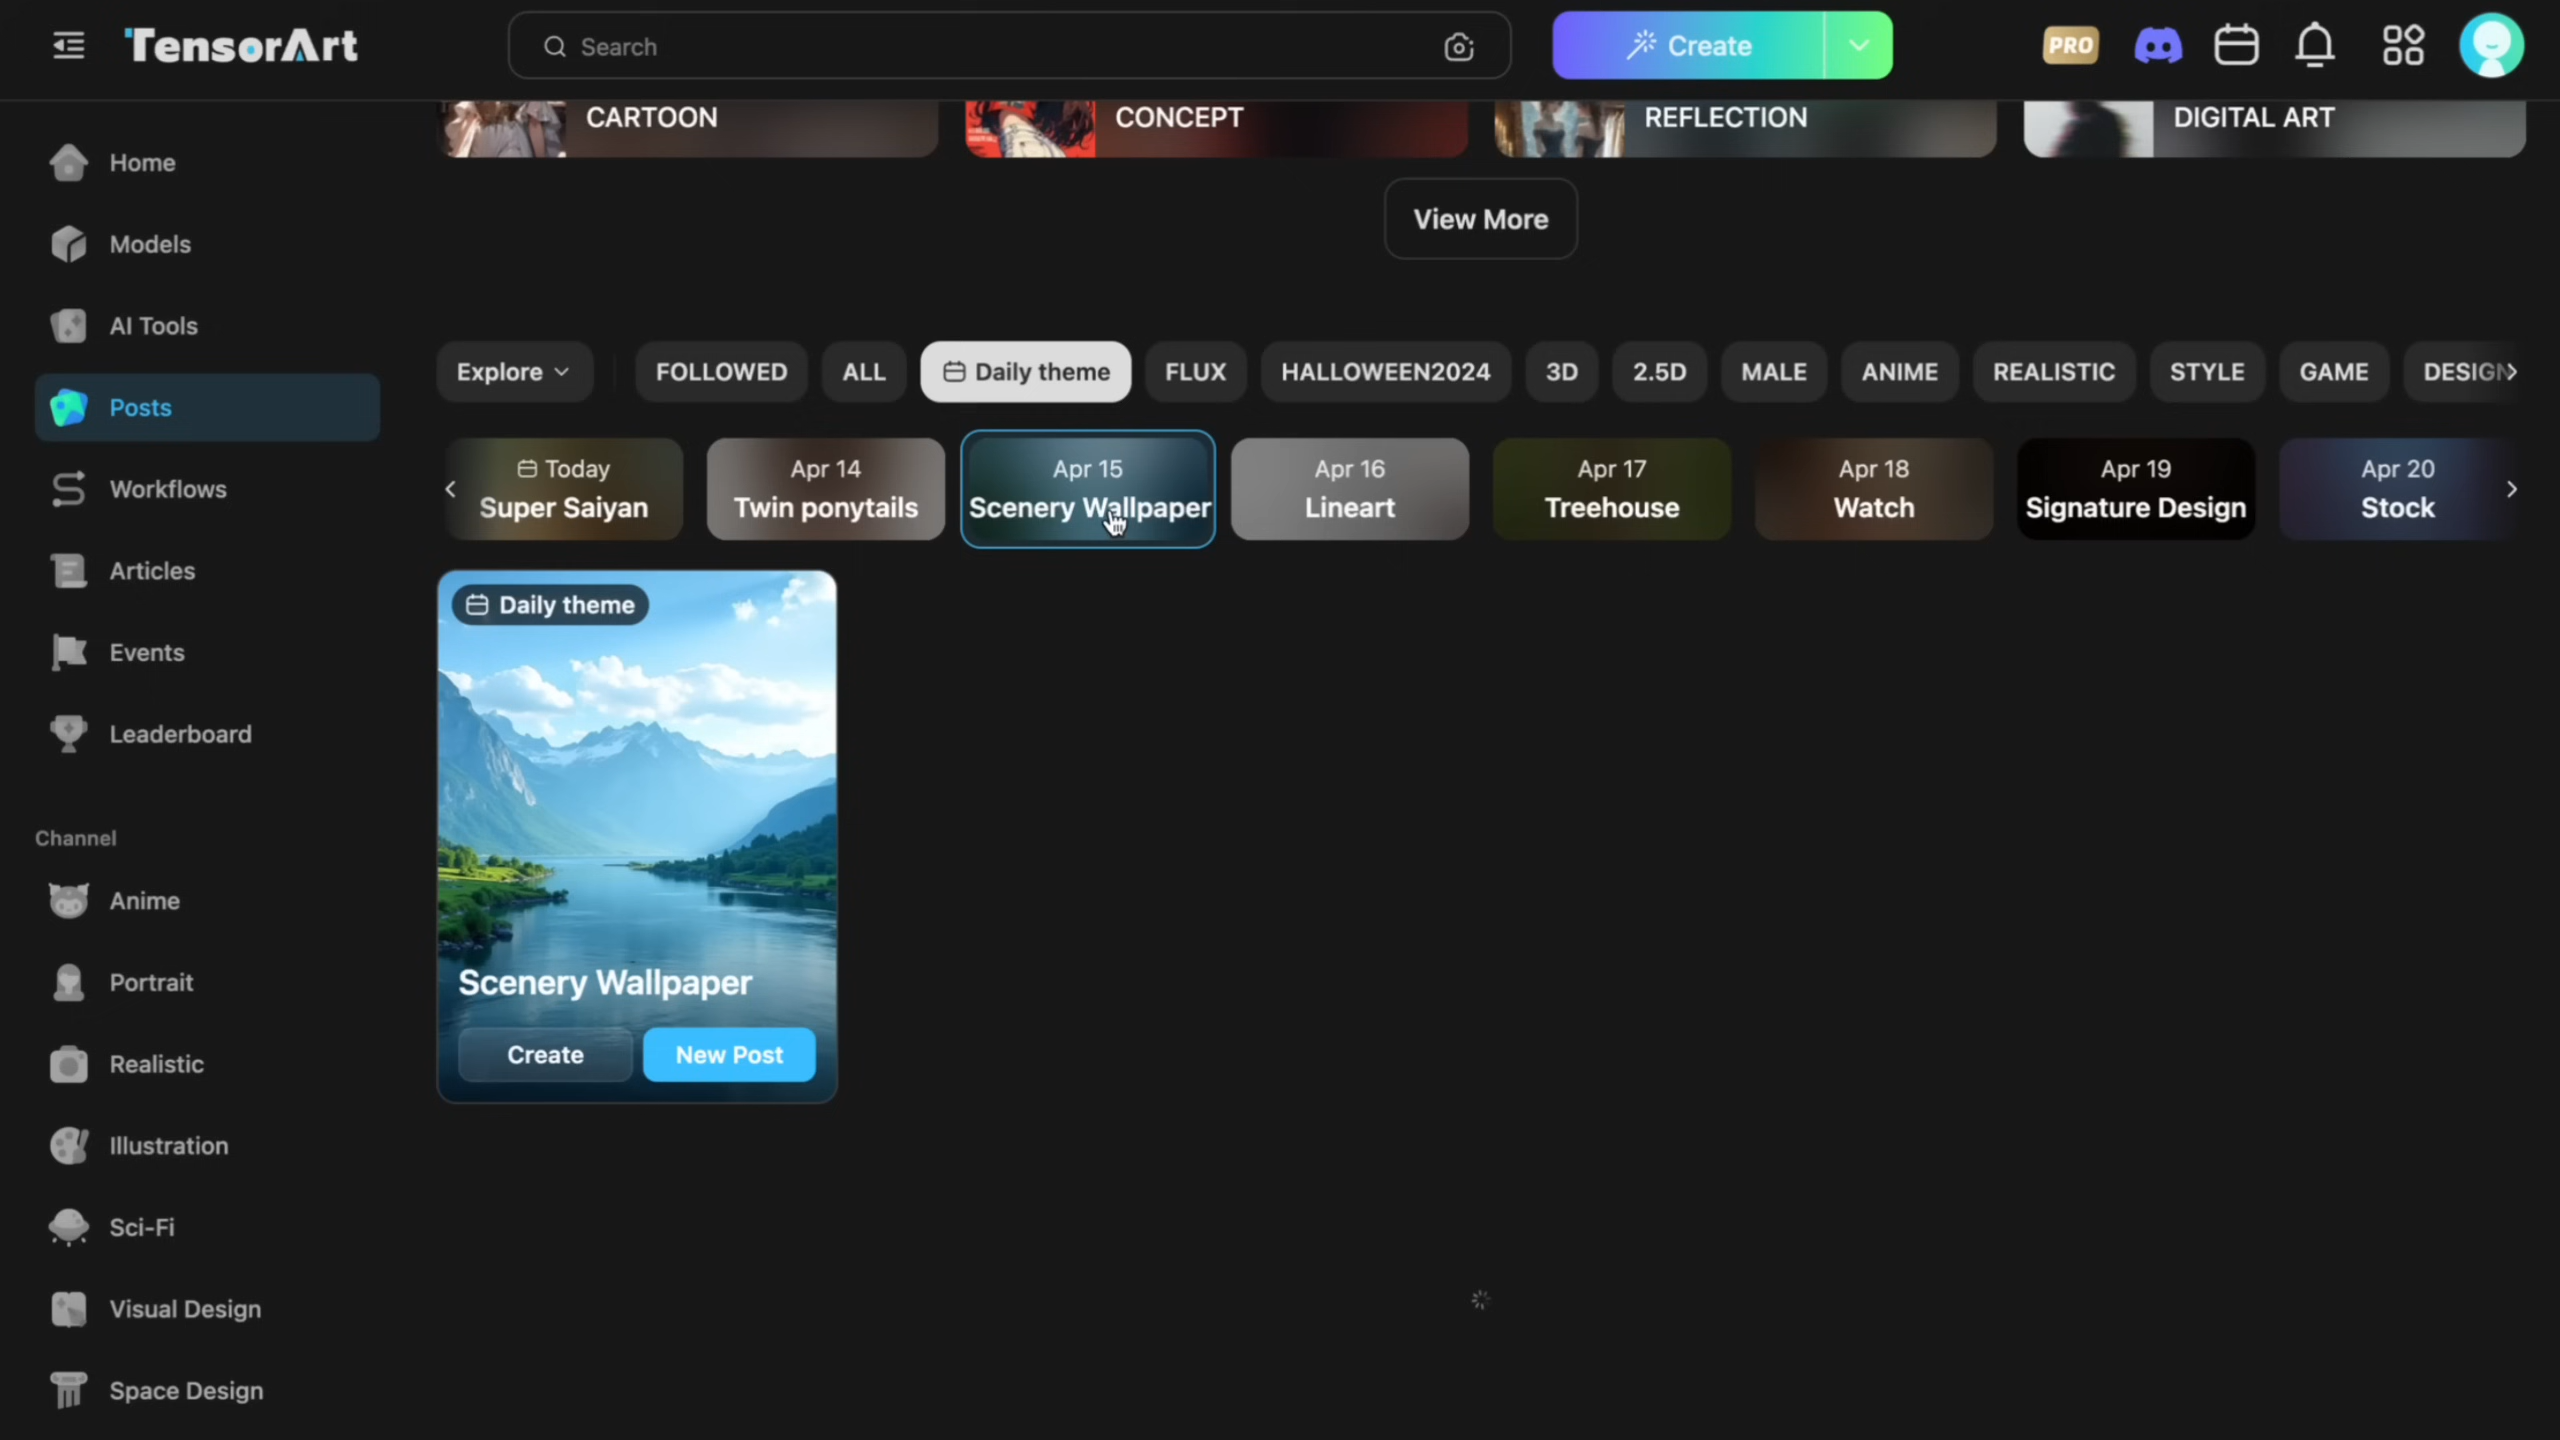 TensorArt
Search
Create
PRO
CARTOON
CONCEPT
REFLECTION
DIGITAL ART
View More
Home
Models
AI Tools
Posts
Workflows
Articles
Events
Leaderboard
Channel
Anime
Portrait
Realistic
Illustration
Sci-Fi
Visual Design
Space Design
Explore
FOLLOWED
ALL
Daily theme
FLUX
HALLOWEEN2024
3D
2.5D
MALE
ANIME
REALISTIC
STYLE
GAME
DESIGN
Today
Super Saiyan
Apr 14
Twin ponytails
Apr 15
Scenery Wallpaper
Apr 16
Lineart
Apr 17
Treehouse
Apr 18
Watch
Apr 19
Signature Design
Apr 20
Stock
Daily theme
Scenery Wallpaper
Create
New Post